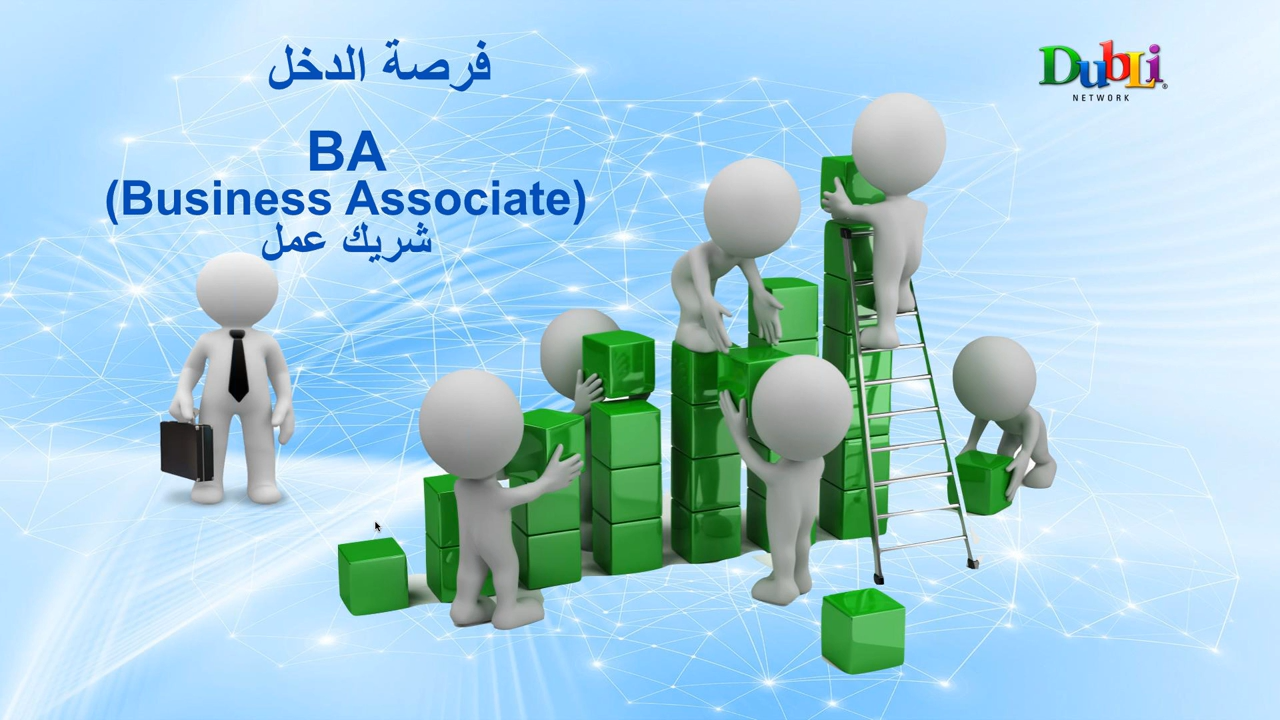 فرصة الدخل
DubLi
NETWORK
BA
(Business Associate)
شريك عمل